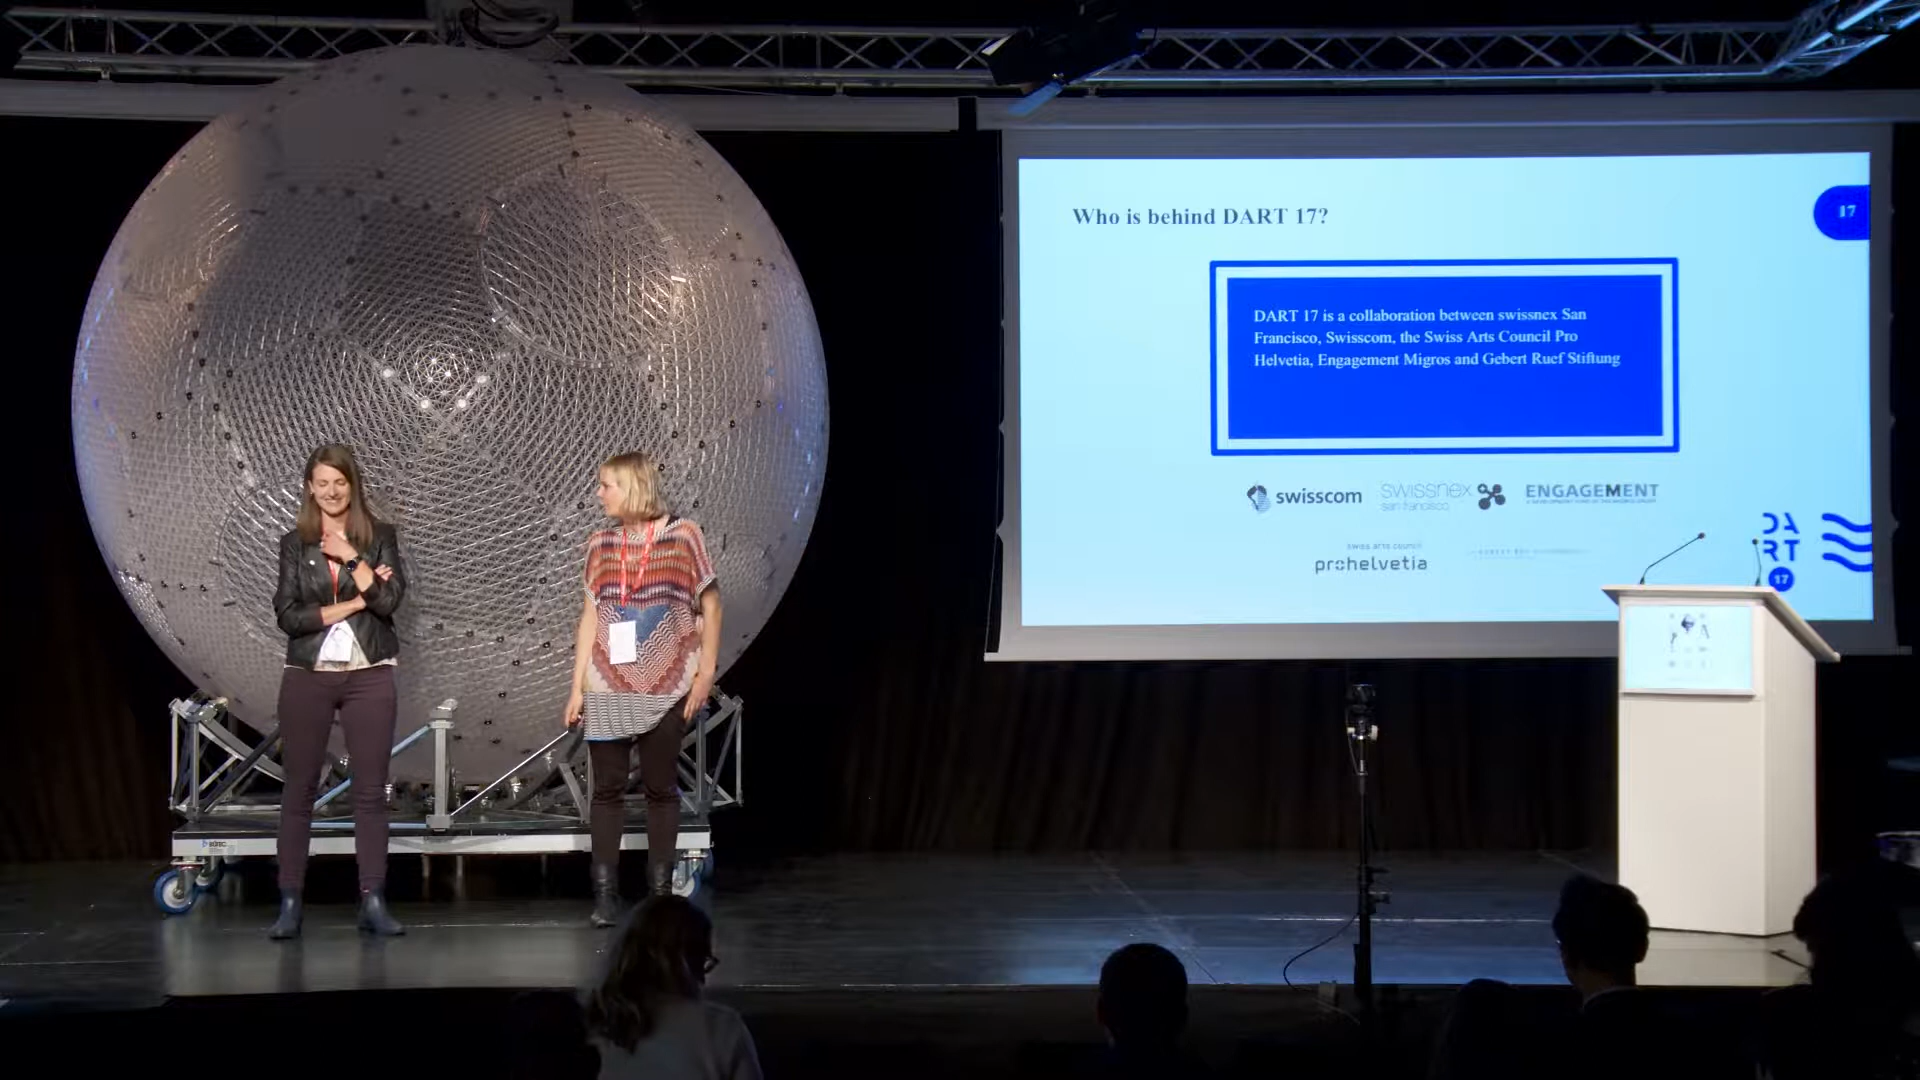 Who is behind DART 17?
17
DART 17 is a collaboration between swissnex San
Francisco, Swisscom, the Swiss Arts Council Pro
Helvetia, Engagement Migros and Gebert Ruef Stiftung
swisscom
swissnex
san francisco
ENGAGEMENT
swiss arts council
prohelvetia
DA
RT
17